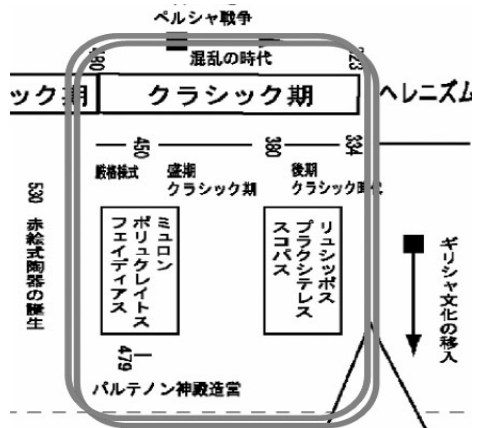 ペルシャ戦争
混乱の時代
480
323
ック期
クラシック期
ヘレニズム
450
380
334
厳格様式
盛期
クラシック期
後期
クラシック時代
530 赤絵式陶器の誕生
ミュロン
ポリュクレイトス
フェイディアス
リュシッポス
プラクシテレス
スコパス
ギリシャ文化の移入
479
パルテノン神殿造営